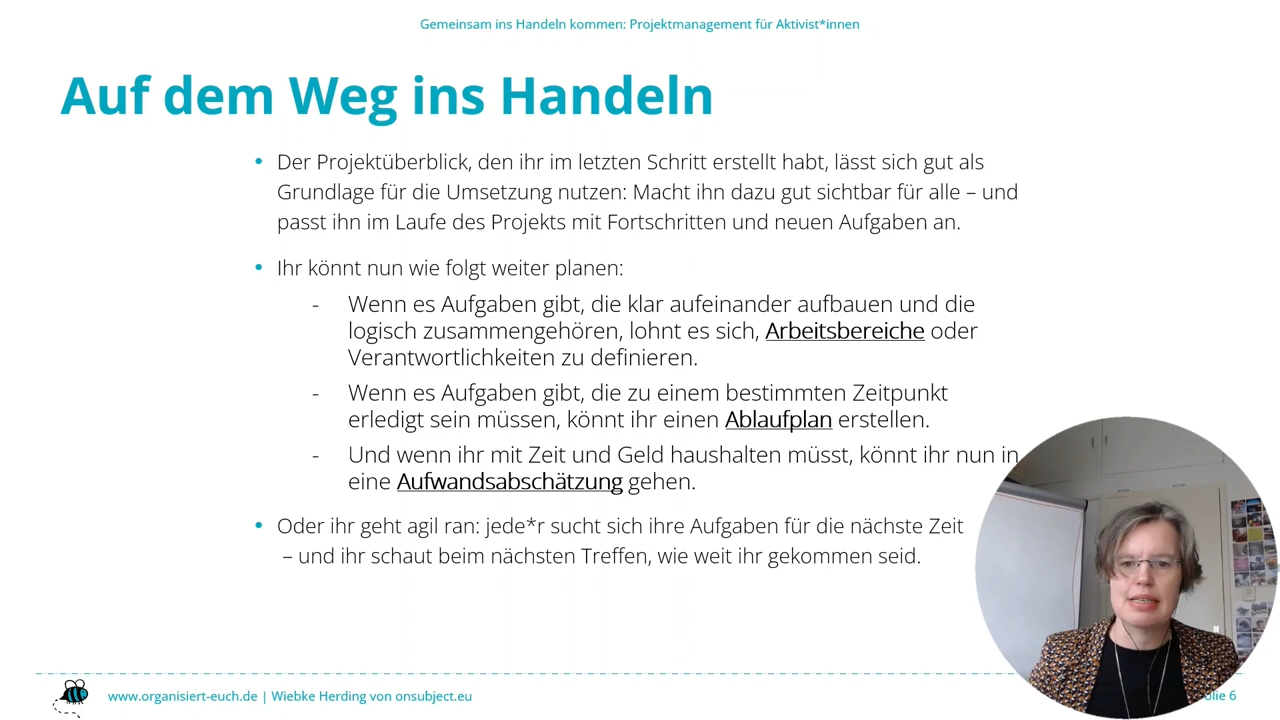 Gemeinsam ins Handeln kommen: Projektmanagement für Aktivist*innen
Auf dem Weg ins Handeln
• Der Projektüberblick, den ihr im letzten Schritt erstellt habt, lässt sich gut als
Grundlage für die Umsetzung nutzen: Macht ihn dazu gut sichtbar für alle – und
passt ihn im Laufe des Projekts mit Fortschritten und neuen Aufgaben an.
• Ihr könnt nun wie folgt weiter planen:
- Wenn es Aufgaben gibt, die klar aufeinander aufbauen und die
logisch zusammengehören, lohnt es sich, Arbeitsbereiche oder
Verantwortlichkeiten zu definieren.
- Wenn es Aufgaben gibt, die zu einem bestimmten Zeitpunkt
erledigt sein müssen, könnt ihr einen Ablaufplan erstellen.
- Und wenn ihr mit Zeit und Geld haushalten müsst, könnt ihr nun in
eine Aufwandsabschätzung gehen.
• Oder ihr geht agil ran: jede*r sucht sich ihre Aufgaben für die nächste Zeit
– und ihr schaut beim nächsten Treffen, wie weit ihr gekommen seid.
www.organisiert-euch.de | Wiebke Herding von onsubject.eu
6